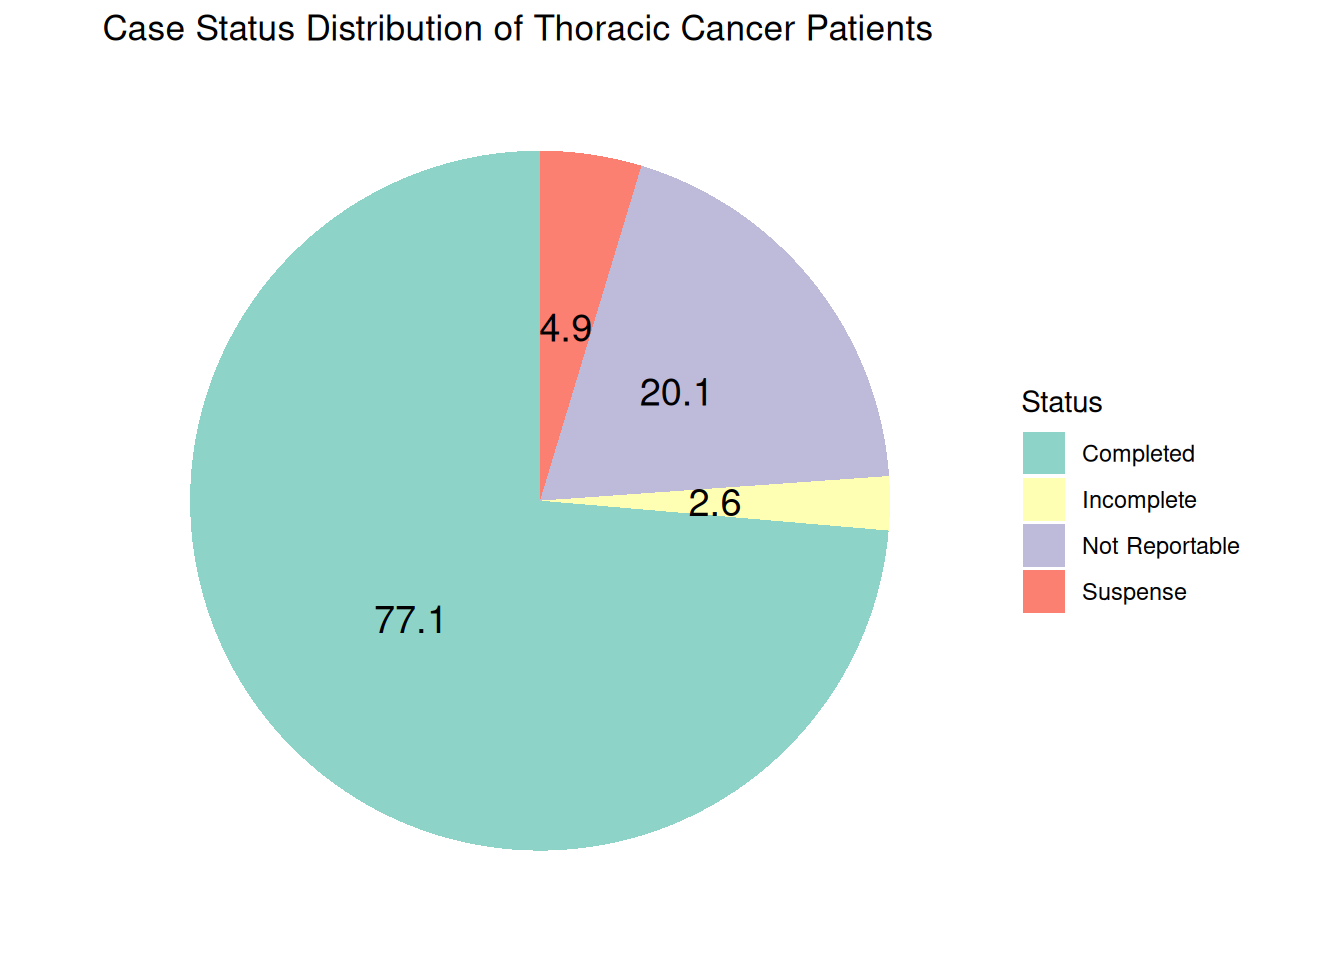 Case Status Distribution of Thoracic Cancer Patients
4.9
20.1
2.6
77.1
Status
Completed
Incomplete
Not Reportable
Suspense